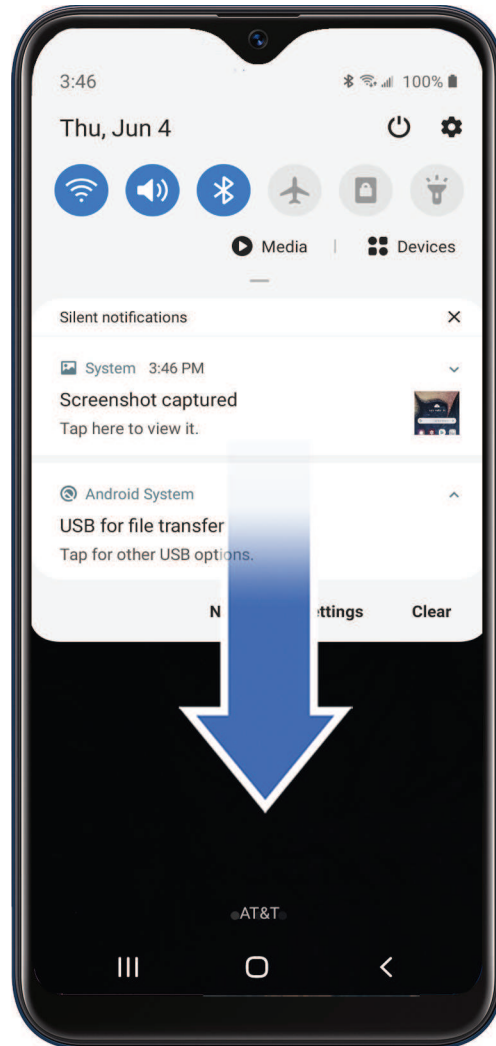 3:46
100%
Thu, Jun 4
Media
Devices
Silent notifications
System 3:46 PM
Screenshot captured
Tap here to view it.
Android System
USB for file transfer
Tap for other USB options.
Clear
AT&T